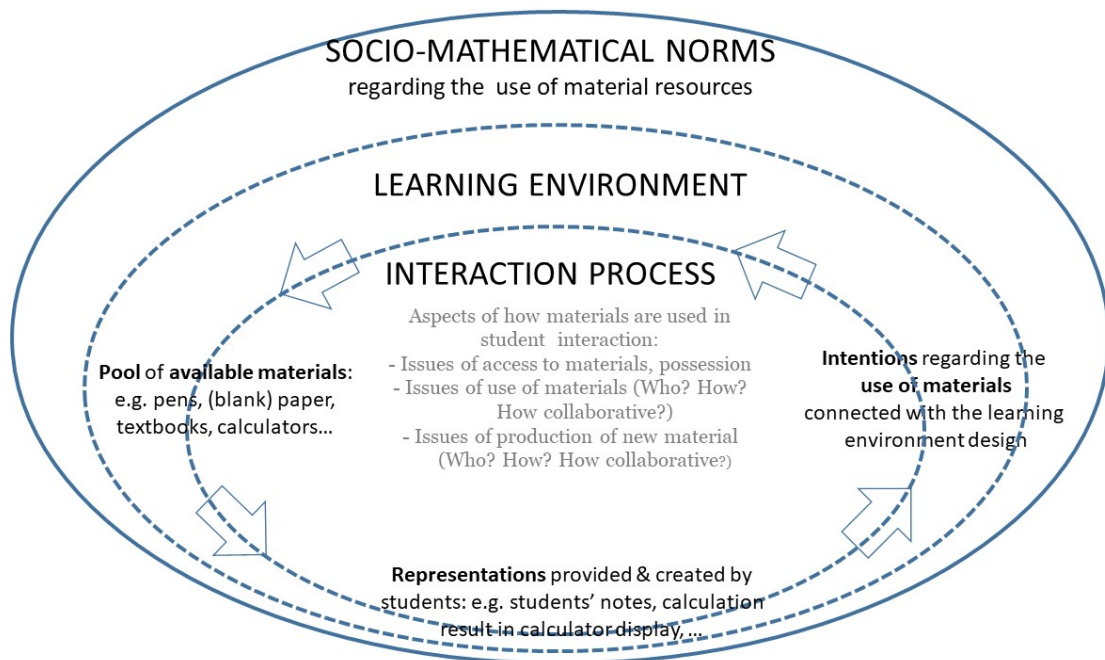 SOCIO-MATHEMATICAL NORMS
regarding the use of material resources
LEARNING ENVIRONMENT
INTERACTION PROCESS
Aspects of how materials are used in
student interaction:
- Issues of access to materials, possession
- Issues of use of materials (Who? How?
How collaborative?)
- Issues of production of new material
(Who? How? How collaborative?)
Pool of available materials:
e.g. pens, (blank) paper,
textbooks, calculators…
Intentions regarding the
use of materials
connected with the learning
environment design
Representations provided & created by
students: e.g. students’ notes, calculation
result in calculator display, …